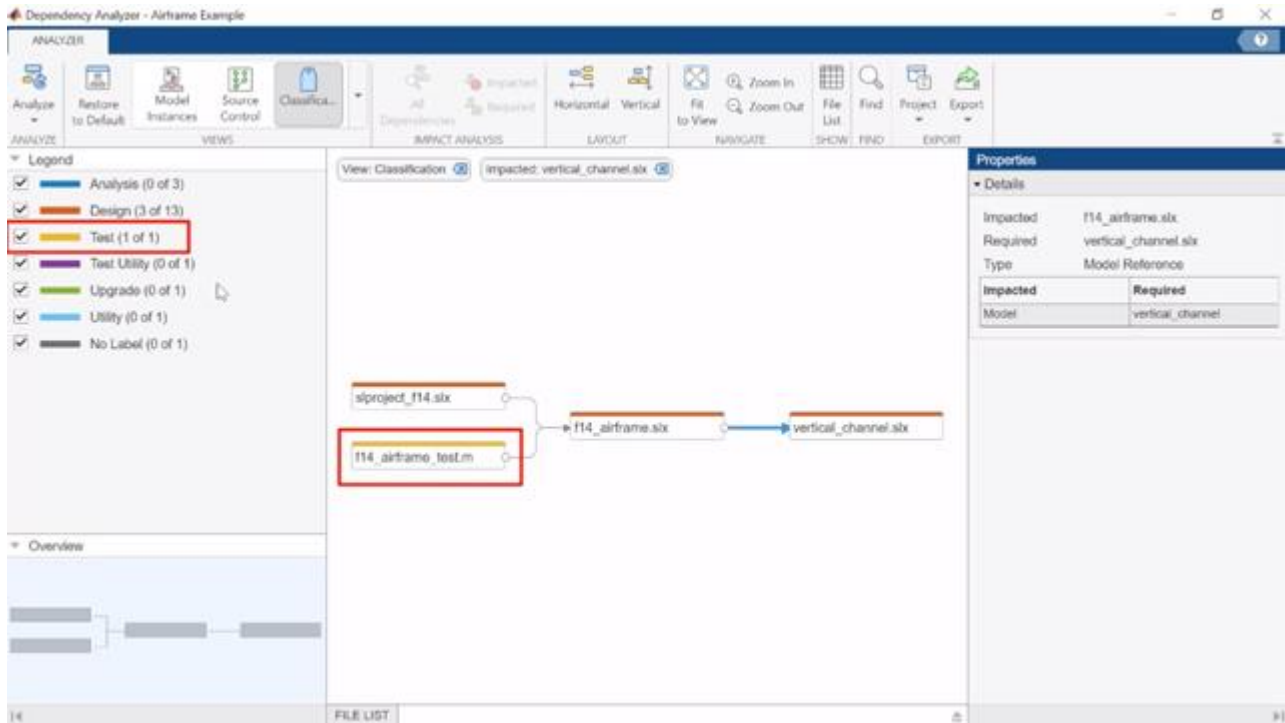 Dependency Analyzer - Airframe Example
ANALYZER
Analyze
Restore to Default
Model Instances
Source Control
Classifica...
All Dependencies
Impacted
Required
Horizontal
Vertical
Fit to View
Zoom In
Zoom Out
File List
Find
Project
Export
ANALYZE
VIEWS
IMPACT ANALYSIS
LAYOUT
NAVIGATE
SHOW
FIND
EXPORT
Legend
Analysis (0 of 3)
Design (3 of 13)
Test (1 of 1)
Test Utility (0 of 1)
Upgrade (0 of 1)
Utility (0 of 1)
No Label (0 of 1)
Overview
View: Classification
Impacted: vertical_channel.slx
slproject_f14.slx
f14_airframe_test.m
f14_airframe.slx
vertical_channel.slx
FILE LIST
Properties
Details
Impacted f14_airframe.slx
Required vertical_channel.slx
Type Model Reference
Impacted Required
Model vertical_channel